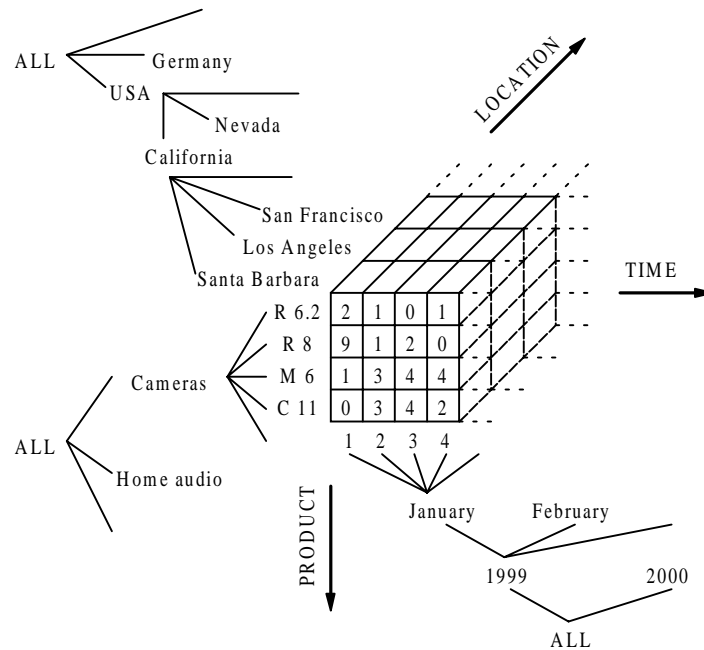 ALL
Germany
USA
LOCATION
Nevada
California
San Francisco
Los Angeles
Santa Barbara
TIME
R 6.2 2 1 0 1
R 8 9 1 2 0
M 6 1 3 4 4
C 11 0 3 4 2
Cameras
1 2 3 4
ALL
Home audio
January February
PRODUCT
1999 2000
ALL